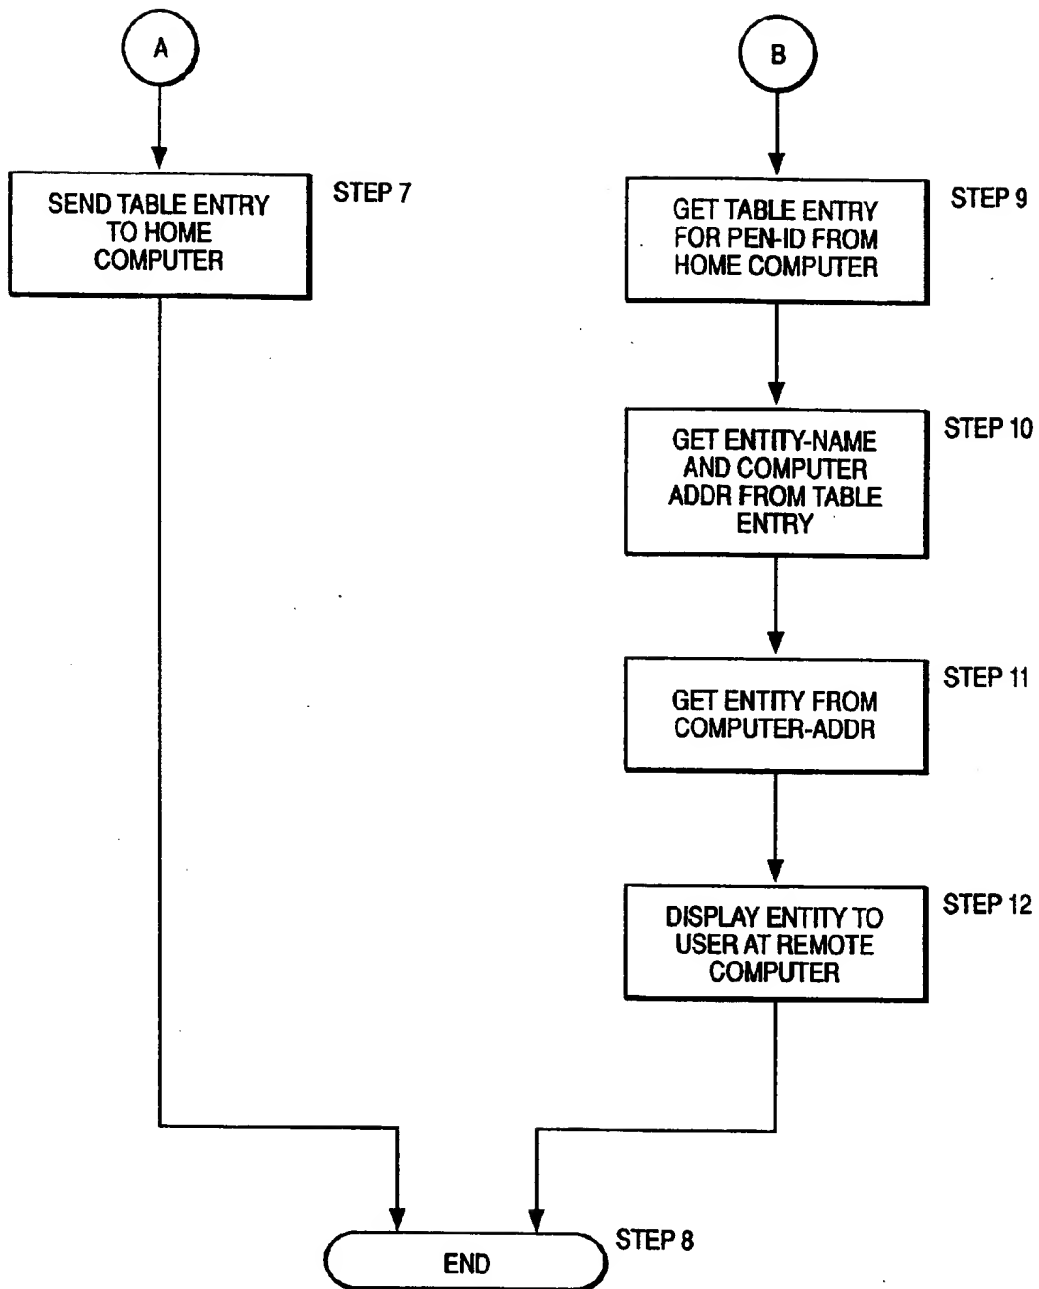 A
SEND TABLE ENTRY
TO HOME
COMPUTER
STEP 7
B
GET TABLE ENTRY
FOR PEN-ID FROM
HOME COMPUTER
STEP 9
GET ENTITY-NAME
AND COMPUTER
ADDR FROM TABLE
ENTRY
STEP 10
GET ENTITY FROM
COMPUTER-ADDR
STEP 11
DISPLAY ENTITY TO
USER AT REMOTE
COMPUTER
STEP 12
END
STEP 8